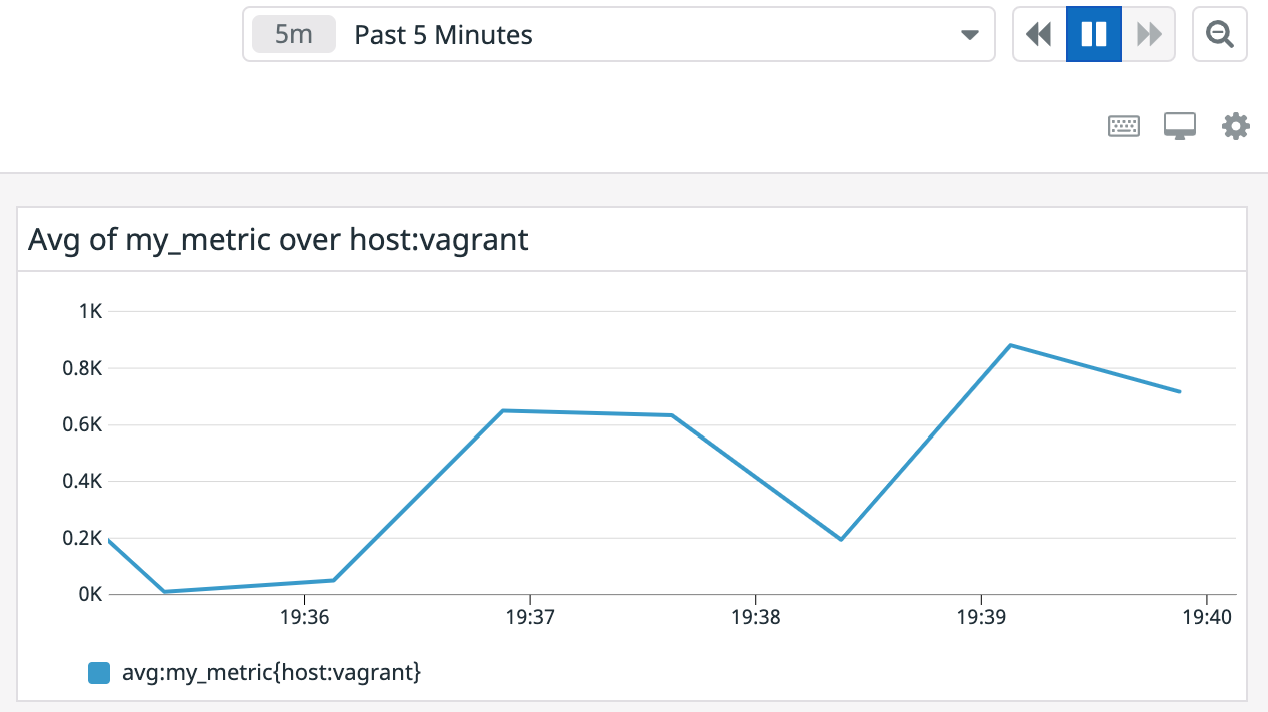 5m Past 5 Minutes
Avg of my_metric over host:vagrant
1K
0.8K
0.6K
0.4K
0.2K
0K
19:36 19:37 19:38 19:39 19:40
avg:my_metric{host:vagrant}